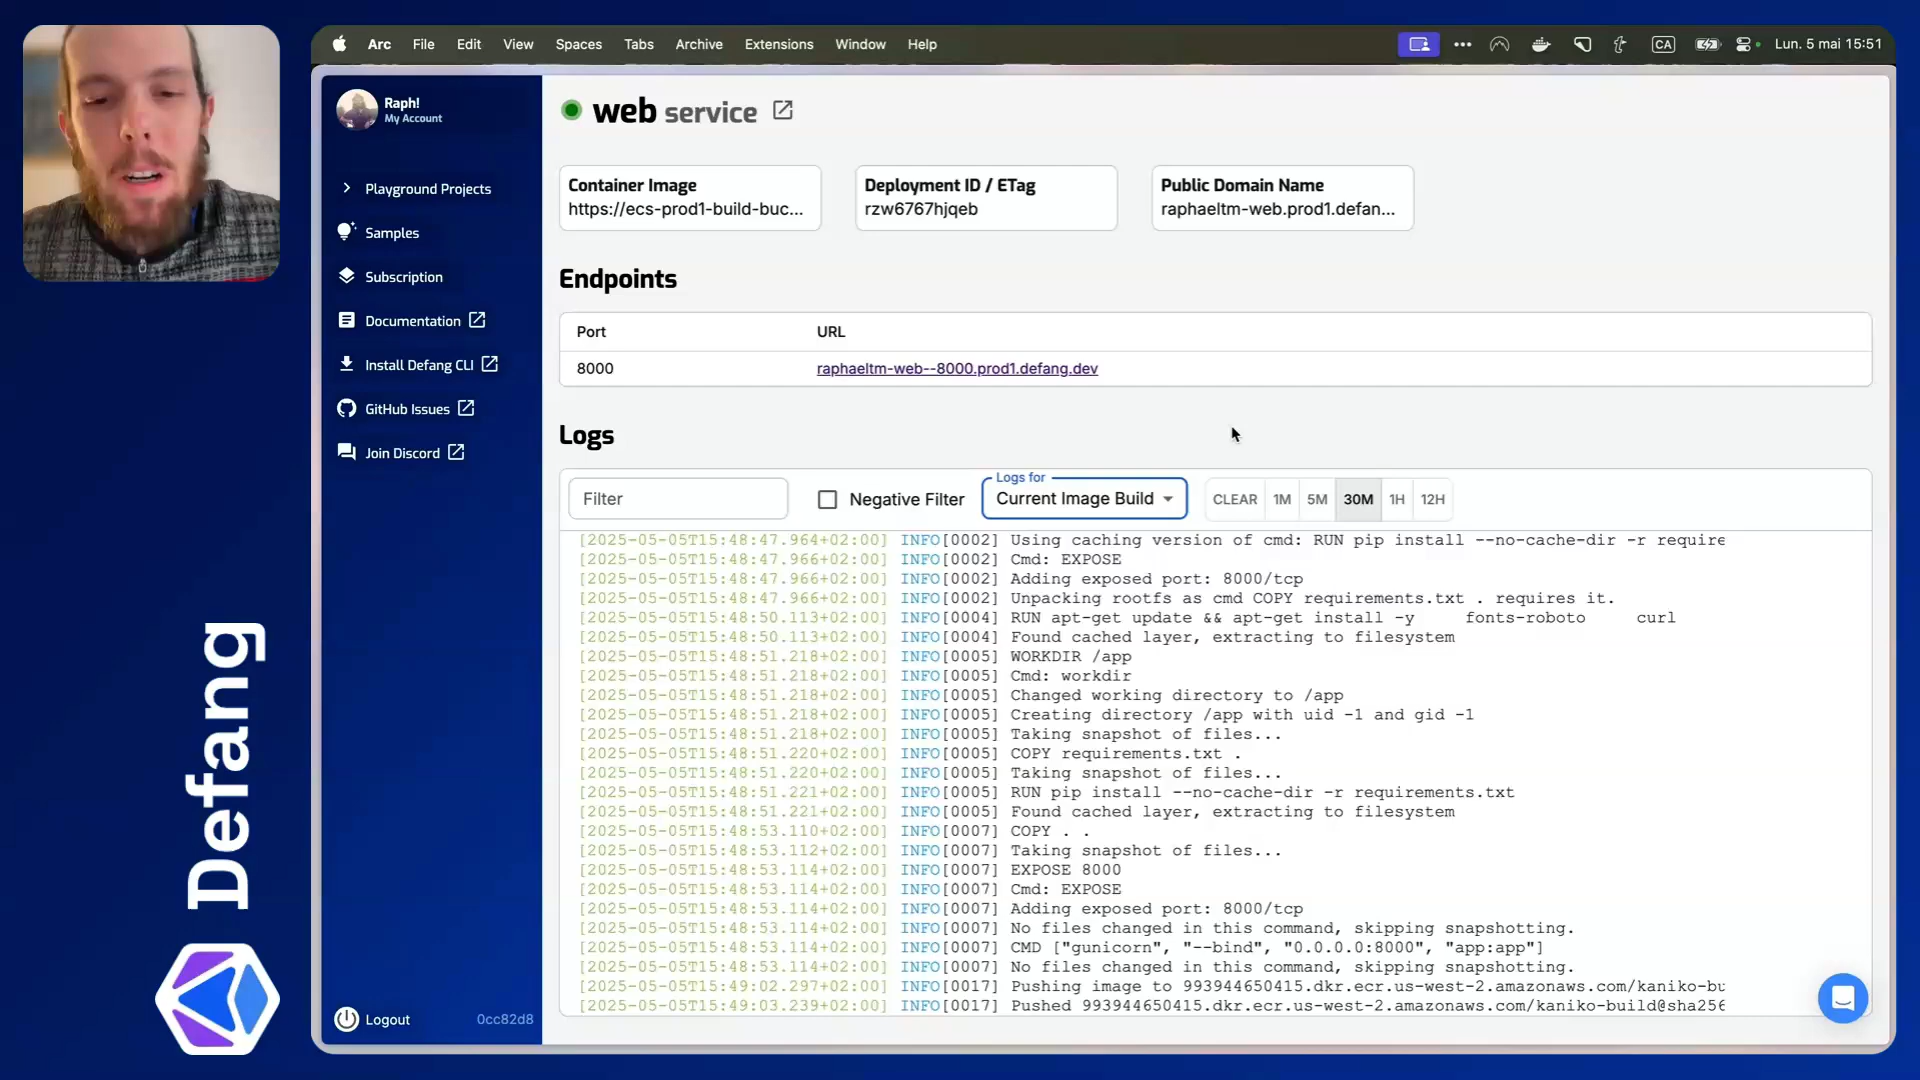 Arc File Edit View Spaces Tabs Archive Extensions Window Help
CA
Lun. 5 mai 15:51
Raph!
My Account
Playground Projects
Samples
Subscription
Documentation
Install Defang CLI
GitHub Issues
Join Discord
Logout 0cc82d8
web service
Container Image
https://ecs-prod1-build-buc...
Deployment ID / ETag
rzw6767hjqeb
Public Domain Name
raphaeltm-web.prod1.defan...
Endpoints
Port URL
8000 raphaeltm-web--8000.prod1.defang.dev
Logs
Filter
Negative Filter
Logs for
Current Image Build
CLEAR 1M 5M 30M 1H 12H
[2025-05-05T15:48:47.964+02:00] INFO[0002] Using caching version of cmd: RUN pip install --no-cache-dir -r require
[2025-05-05T15:48:47.966+02:00] INFO[0002] Cmd: EXPOSE
[2025-05-05T15:48:47.966+02:00] INFO[0002] Adding exposed port: 8000/tcp
[2025-05-05T15:48:47.966+02:00] INFO[0002] Unpacking rootfs as cmd COPY requirements.txt . requires it.
[2025-05-05T15:48:50.113+02:00] INFO[0004] RUN apt-get update && apt-get install -y     fonts-roboto     curl
[2025-05-05T15:48:50.113+02:00] INFO[0004] Found cached layer, extracting to filesystem
[2025-05-05T15:48:51.218+02:00] INFO[0005] WORKDIR /app
[2025-05-05T15:48:51.218+02:00] INFO[0005] Cmd: workdir
[2025-05-05T15:48:51.218+02:00] INFO[0005] Changed working directory to /app
[2025-05-05T15:48:51.218+02:00] INFO[0005] Creating directory /app with uid -1 and gid -1
[2025-05-05T15:48:51.218+02:00] INFO[0005] Taking snapshot of files...
[2025-05-05T15:48:51.220+02:00] INFO[0005] COPY requirements.txt .
[2025-05-05T15:48:51.220+02:00] INFO[0005] Taking snapshot of files...
[2025-05-05T15:48:51.221+02:00] INFO[0005] RUN pip install --no-cache-dir -r requirements.txt
[2025-05-05T15:48:51.221+02:00] INFO[0005] Found cached layer, extracting to filesystem
[2025-05-05T15:48:53.110+02:00] INFO[0007] COPY . .
[2025-05-05T15:48:53.112+02:00] INFO[0007] Taking snapshot of files...
[2025-05-05T15:48:53.114+02:00] INFO[0007] EXPOSE 8000
[2025-05-05T15:48:53.114+02:00] INFO[0007] Cmd: EXPOSE
[2025-05-05T15:48:53.114+02:00] INFO[0007] Adding exposed port: 8000/tcp
[2025-05-05T15:48:53.114+02:00] INFO[0007] No files changed in this command, skipping snapshotting.
[2025-05-05T15:48:53.114+02:00] INFO[0007] CMD ["gunicorn", "--bind", "0.0.0.0:8000", "app:app"]
[2025-05-05T15:48:53.114+02:00] INFO[0007] No files changed in this command, skipping snapshotting.
[2025-05-05T15:49:02.297+02:00] INFO[0017] Pushing image to 993944650415.dkr.ecr.us-west-2.amazonaws.com/kaniko-bu
[2025-05-05T15:49:03.239+02:00] INFO[0017] Pushed 993944650415.dkr.ecr.us-west-2.amazonaws.com/kaniko-build@sha256
Defang